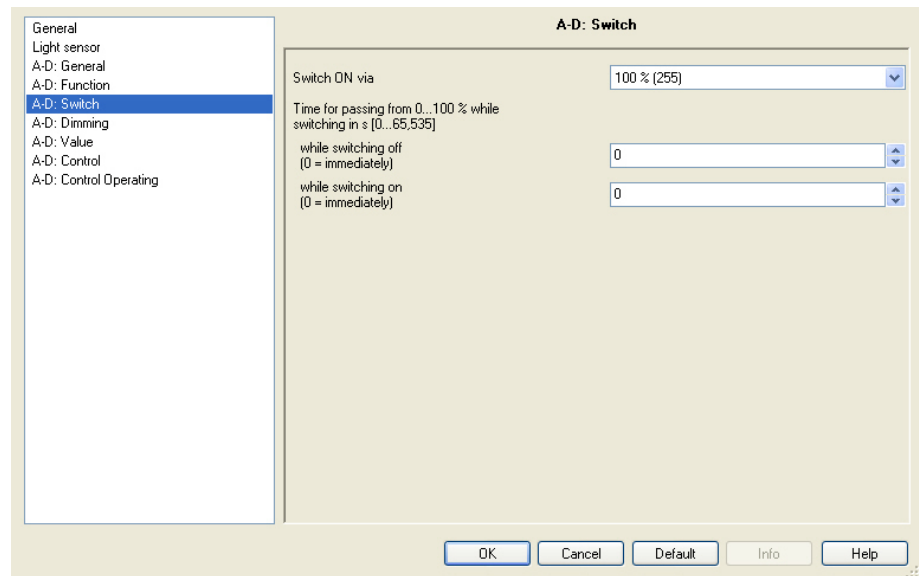 General
Light sensor
A-D: General
A-D: Function
A-D: Switch
A-D: Dimming
A-D: Value
A-D: Control
A-D: Control Operating
A-D: Switch
Switch ON via
100 % (255)
Time for passing from 0...100 % while
switching in s [0...65,535]
while switching off
(0 = immediately)
0
while switching on
(0 = immediately)
0
OK
Cancel
Default
Info
Help